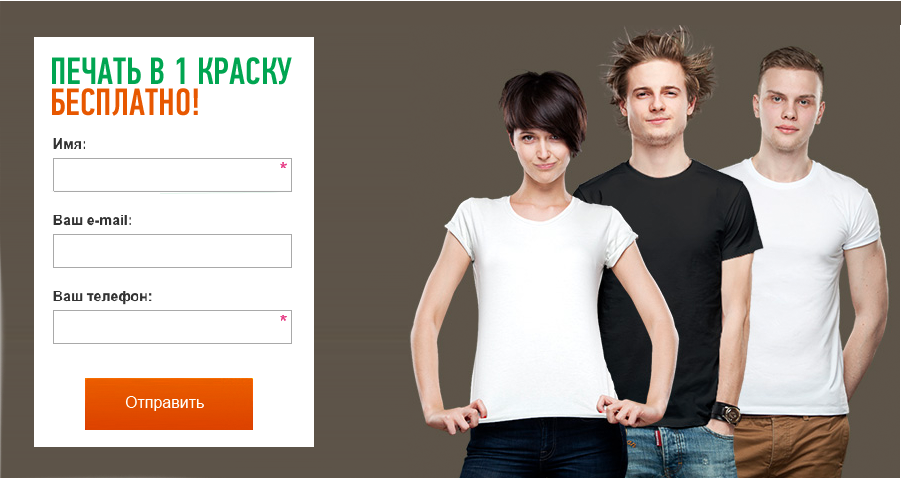 ПЕЧАТЬ В 1 КРАСКУ
БЕСПЛАТНО!
Имя:
*
Ваш e-mail:
Ваш телефон:
*
Отправить